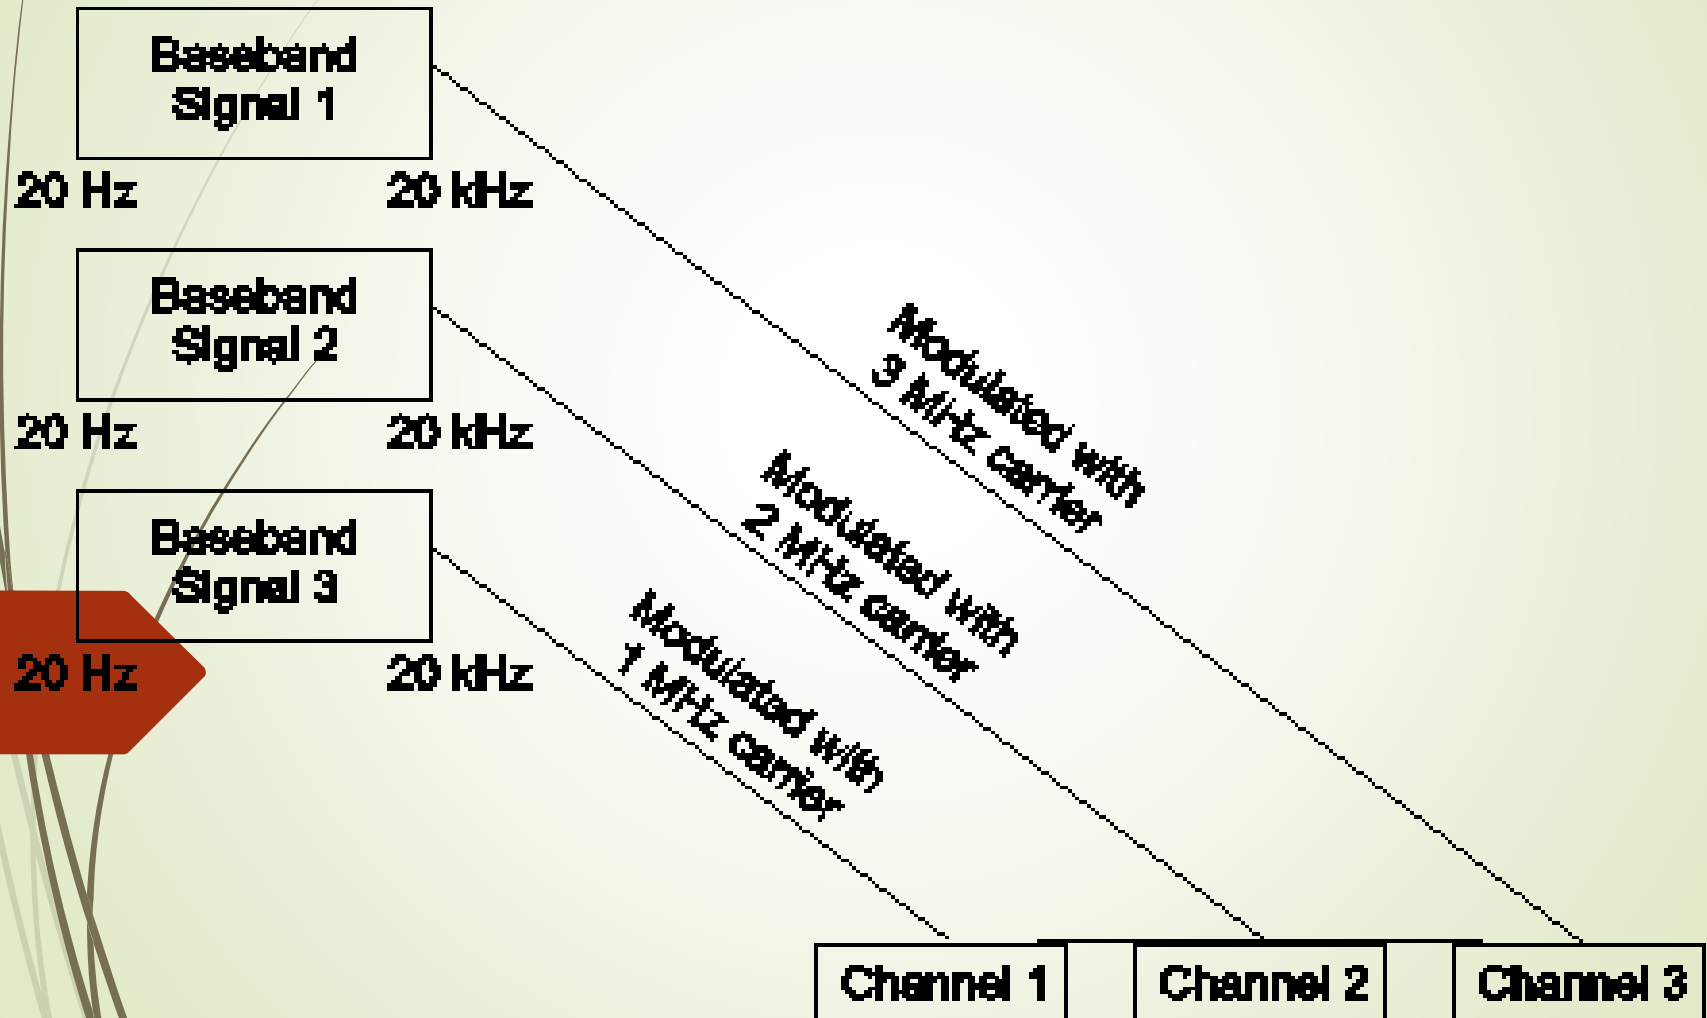 Baseband
Signal 1
20 Hz
20 kHz
Baseband
Signal 2
20 Hz
20 kHz
Baseband
Signal 3
20 Hz
20 kHz
Modulated with
3 MHz carrier
Modulated with
2 MHz carrier
Modulated with
1 MHz carrier
Channel 1
Channel 2
Channel 3